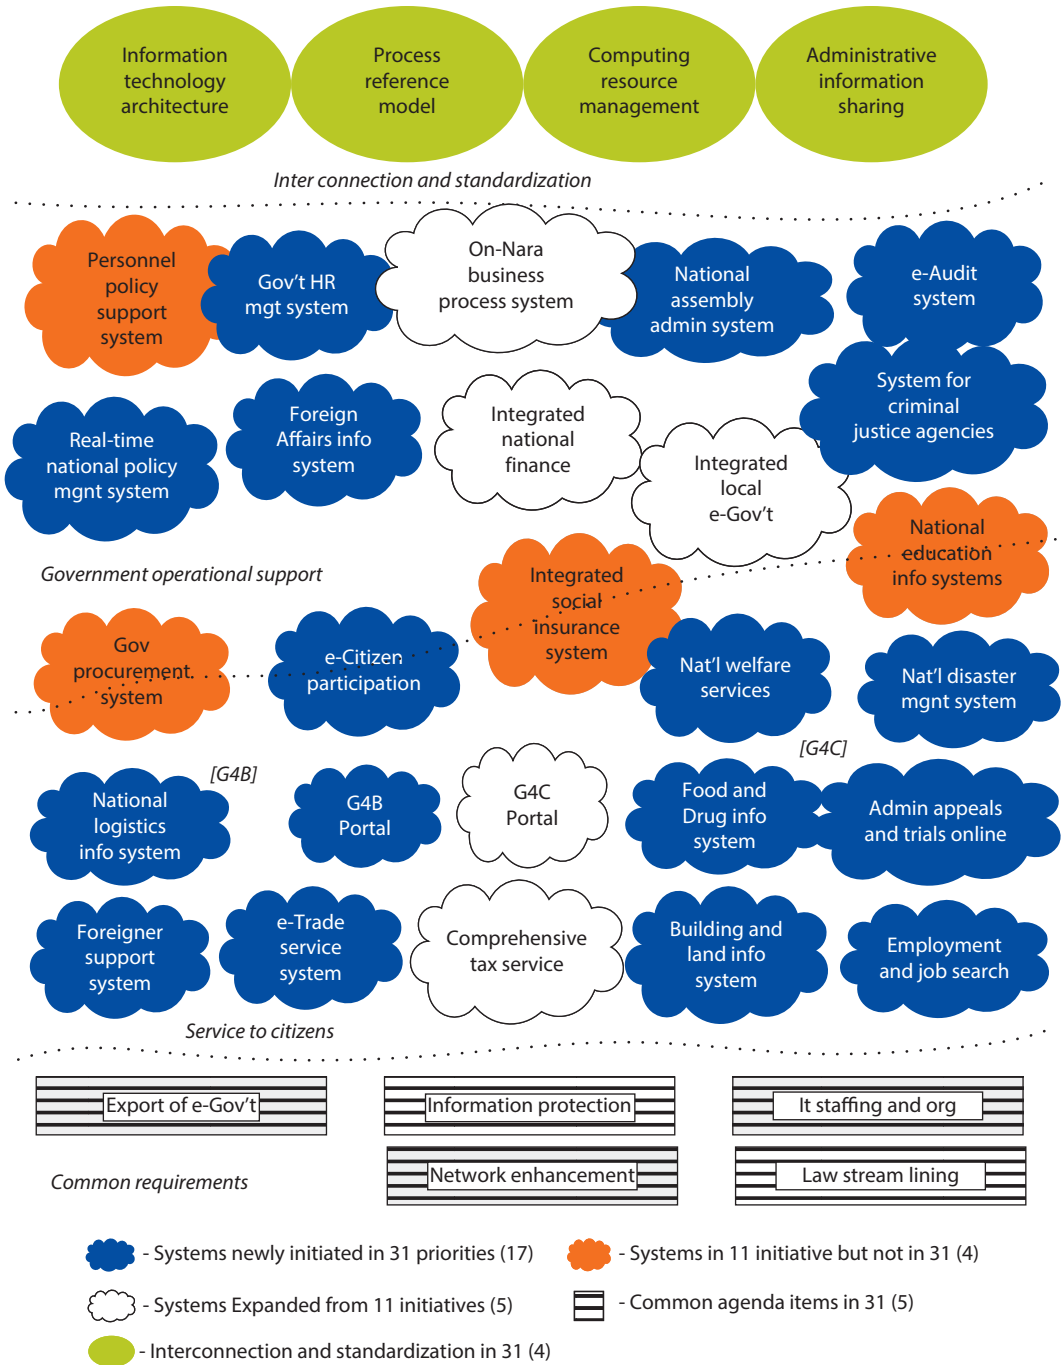 Information
technology
architecture
Process
reference
model
Computing
resource
management
Administrative
information
sharing
Inter connection and standardization
Personnel
policy
support
system
Gov't HR
mgt system
On-Nara
business
process system
National
assembly
admin system
e-Audit
system
Real-time
national policy
mgnt system
Foreign
Affairs info
system
Integrated
national
finance
Integrated
local
e-Gov't
System for
criminal
justice agencies
National
education
info systems
Government operational support
Gov
procurement
system
e-Citizen
participation
Integrated
social
insurance
system
Nat'l welfare
services
Nat'l disaster
mgnt system
[G4B]
[G4C]
National
logistics
info system
G4B
Portal
G4C
Portal
Food and
Drug info
system
Admin appeals
and trials online
Foreigner
support
system
e-Trade
service
system
Comprehensive
tax service
Building and
land info
system
Employment
and job search
Service to citizens
Export of e-Gov't
Information protection
It staffing and org
Common requirements
Network enhancement
Law stream lining
- Systems newly initiated in 31 priorities (17)
- Systems in 11 initiative but not in 31 (4)
- Systems Expanded from 11 initiatives (5)
- Common agenda items in 31 (5)
- Interconnection and standardization in 31 (4)